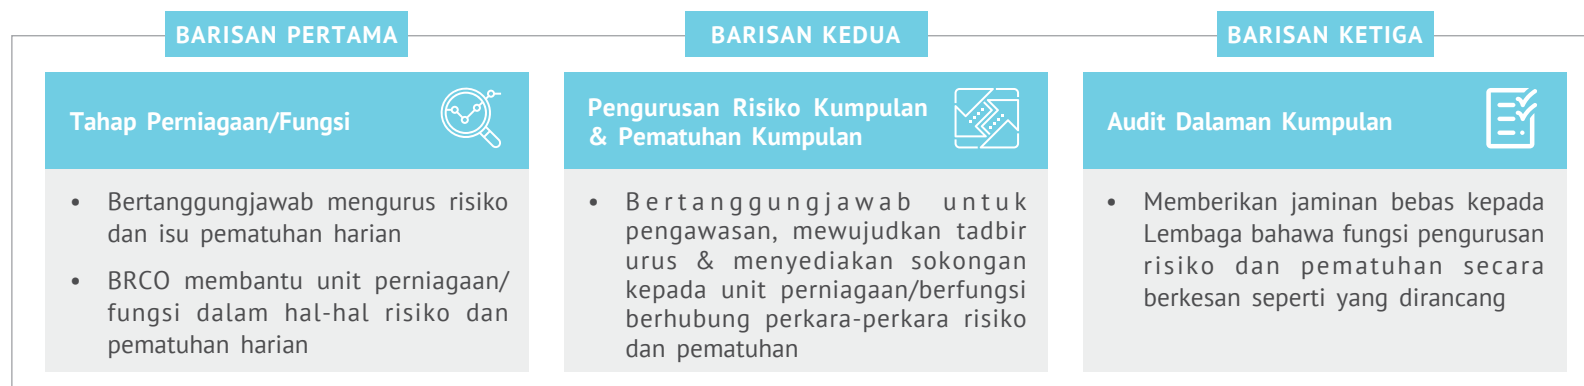 BARISAN PERTAMA
Tahap Perniagaan/Fungsi
• Bertanggungjawab mengurus risiko
dan isu pematuhan harian
• BRCO membantu unit perniagaan/
fungsi dalam hal-hal risiko dan
pematuhan harian
BARISAN KEDUA
Pengurusan Risiko Kumpulan
& Pematuhan Kumpulan
• Bertanggungjawab untuk
pengawasan, mewujudkan tadbir
urus & menyediakan sokongan
kepada unit perniagaan/berfungsi
berhubung perkara-perkara risiko
dan pematuhan
BARISAN KETIGA
Audit Dalaman Kumpulan
• Memberikan jaminan bebas kepada
Lembaga bahawa fungsi pengurusan
risiko dan pematuhan secara
berkesan seperti yang dirancang